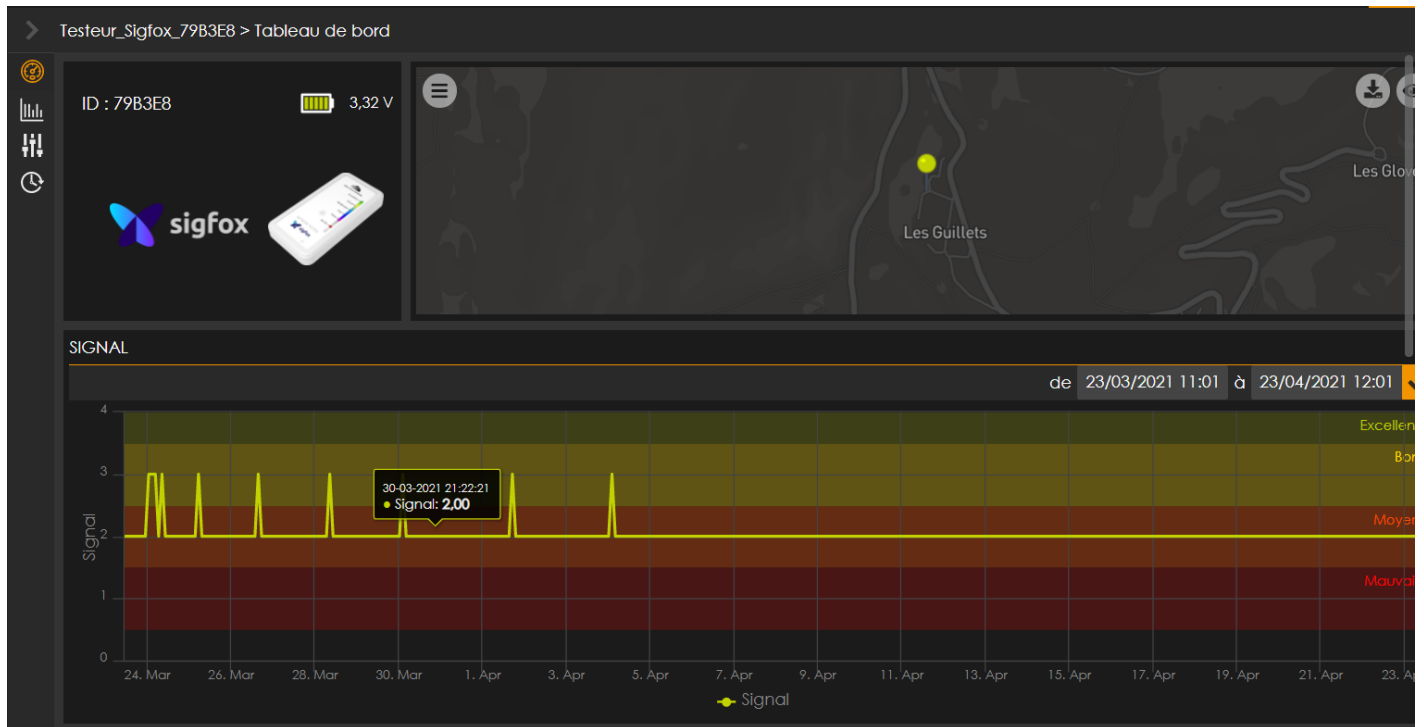 Testeur_Sigfox_79B3E8 > Tableau de bord
ID : 79B3E8
3,32 V
sigfox
Les Guillets
SIGNAL
de 23/03/2021 11:01 à 23/04/2021 12:01
4
Excellen
Bon
3
30-03-2021 21:22:21
Signal: 2,00
Moyen
2
Signal
1
0
24. Mar 26. Mar 28. Mar 30. Mar 1. Apr 3. Apr 5. Apr 7. Apr 9. Apr 11. Apr 13. Apr 15. Apr 17. Apr 19. Apr 21. Apr 23.
Signal